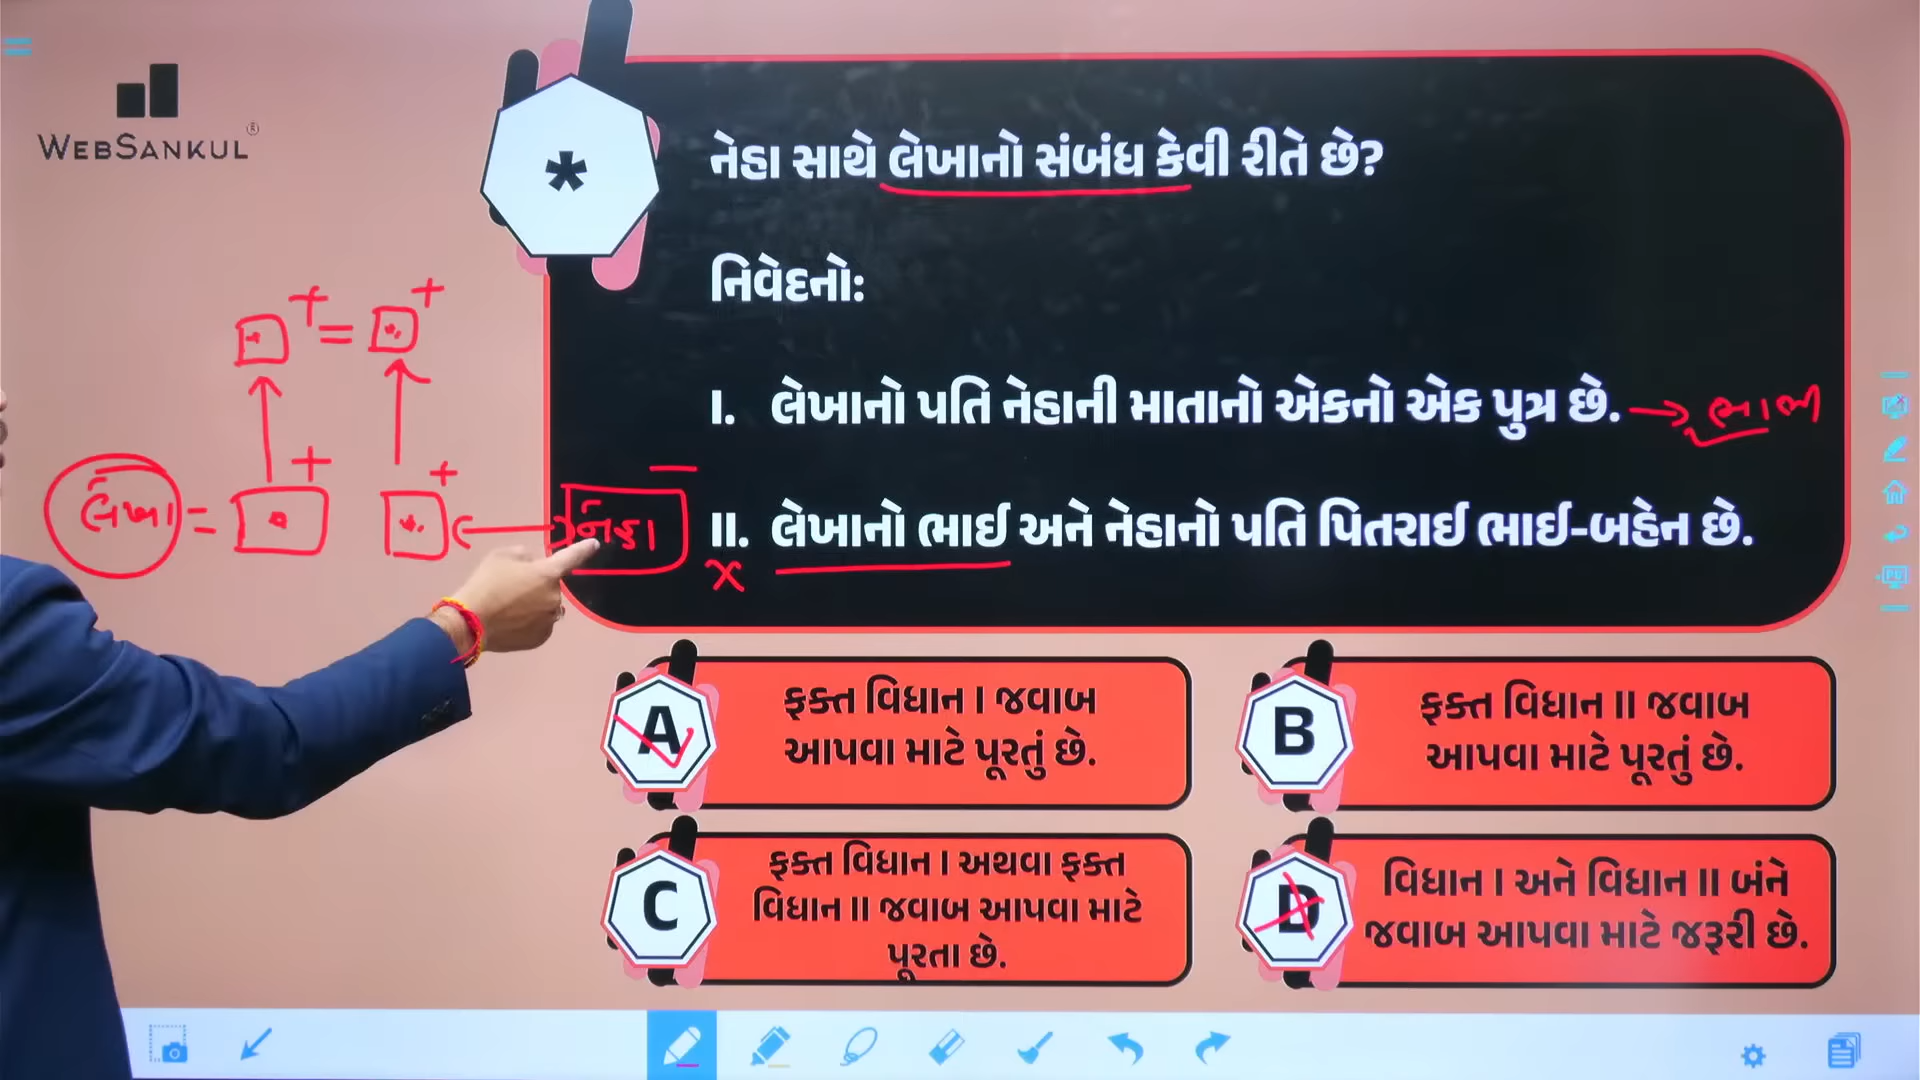 WEBSANKUL®
*
નેહા સાથે લેખાનો સંબંધ કેવી રીતે છે?
નિવેદનો:
I. લેખાનો પતિ નેહાની માતાનો એકનો એક પુત્ર છે.
ભાભી
II. લેખાનો ભાઈ અને નેહાનો પતિ પિતરાઈ ભાઈ-બહેન છે.
x
+ = +
લેખા = + +
નેહા
A ફક્ત વિધાન I જવાબ
આપવા માટે પૂરતું છે.
B ફક્ત વિધાન II જવાબ
આપવા માટે પૂરતું છે.
C ફક્ત વિધાન I અથવા ફક્ત
વિધાન II જવાબ આપવા માટે
પૂરતા છે.
D વિધાન I અને વિધાન II બંને
જવાબ આપવા માટે જરૂરી છે.